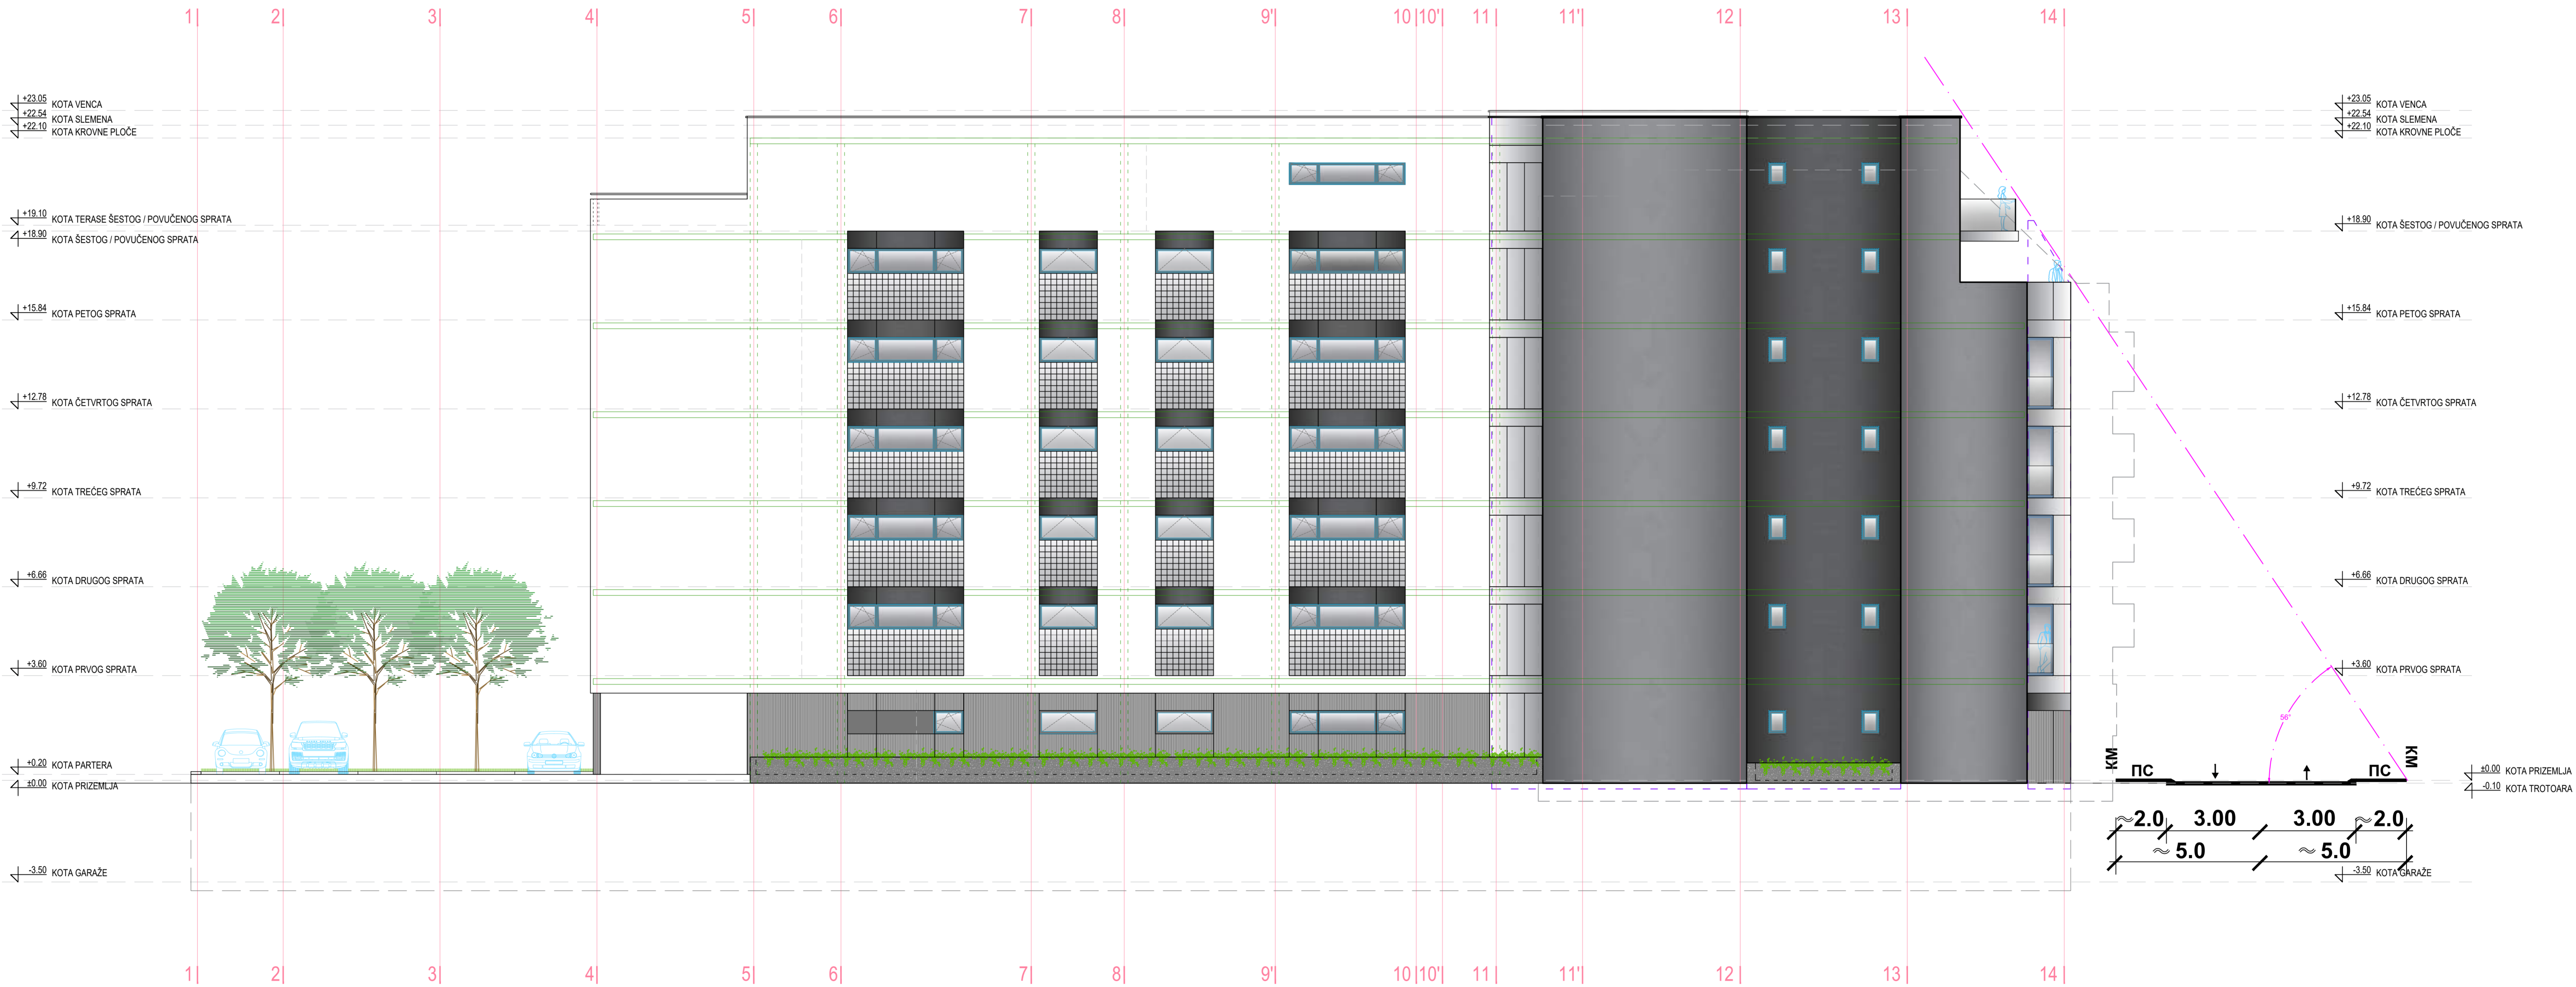 1 2 3 4 5 6 7 8 9' 10 10' 11 11' 12 13 14
+23.05 KOTA VENCA
+22.54 KOTA SLEMENA
+22.10 KOTA KROVNE PLOČE
+19.10 KOTA TERASE ŠESTOG / POVUČENOG SPRATA
+18.90 KOTA ŠESTOG / POVUČENOG SPRATA
+15.84 KOTA PETOG SPRATA
+12.78 KOTA ČETVRTOG SPRATA
+9.72 KOTA TREĆEG SPRATA
+6.66 KOTA DRUGOG SPRATA
+3.60 KOTA PRVOG SPRATA
+0.20 KOTA PARTERA
±0.00 KOTA PRIZEMLJA
-3.50 KOTA GARAŽE
+23.05 KOTA VENCA
+22.54 KOTA SLEMENA
+22.10 KOTA KROVNE PLOČE
+18.90 KOTA ŠESTOG / POVUČENOG SPRATA
+15.84 KOTA PETOG SPRATA
+12.78 KOTA ČETVRTOG SPRATA
+9.72 KOTA TREĆEG SPRATA
+6.66 KOTA DRUGOG SPRATA
+3.60 KOTA PRVOG SPRATA
56°
КМ
КМ
ПС
ПС
±0.00 KOTA PRIZEMLJA
-0.10 KOTA TROTOARA
≈2.0 3.00 3.00 ≈2.0
≈ 5.0 ≈ 5.0
-3.50 KOTA GARAŽE
1 2 3 4 5 6 7 8 9' 10 10' 11 11' 12 13 14